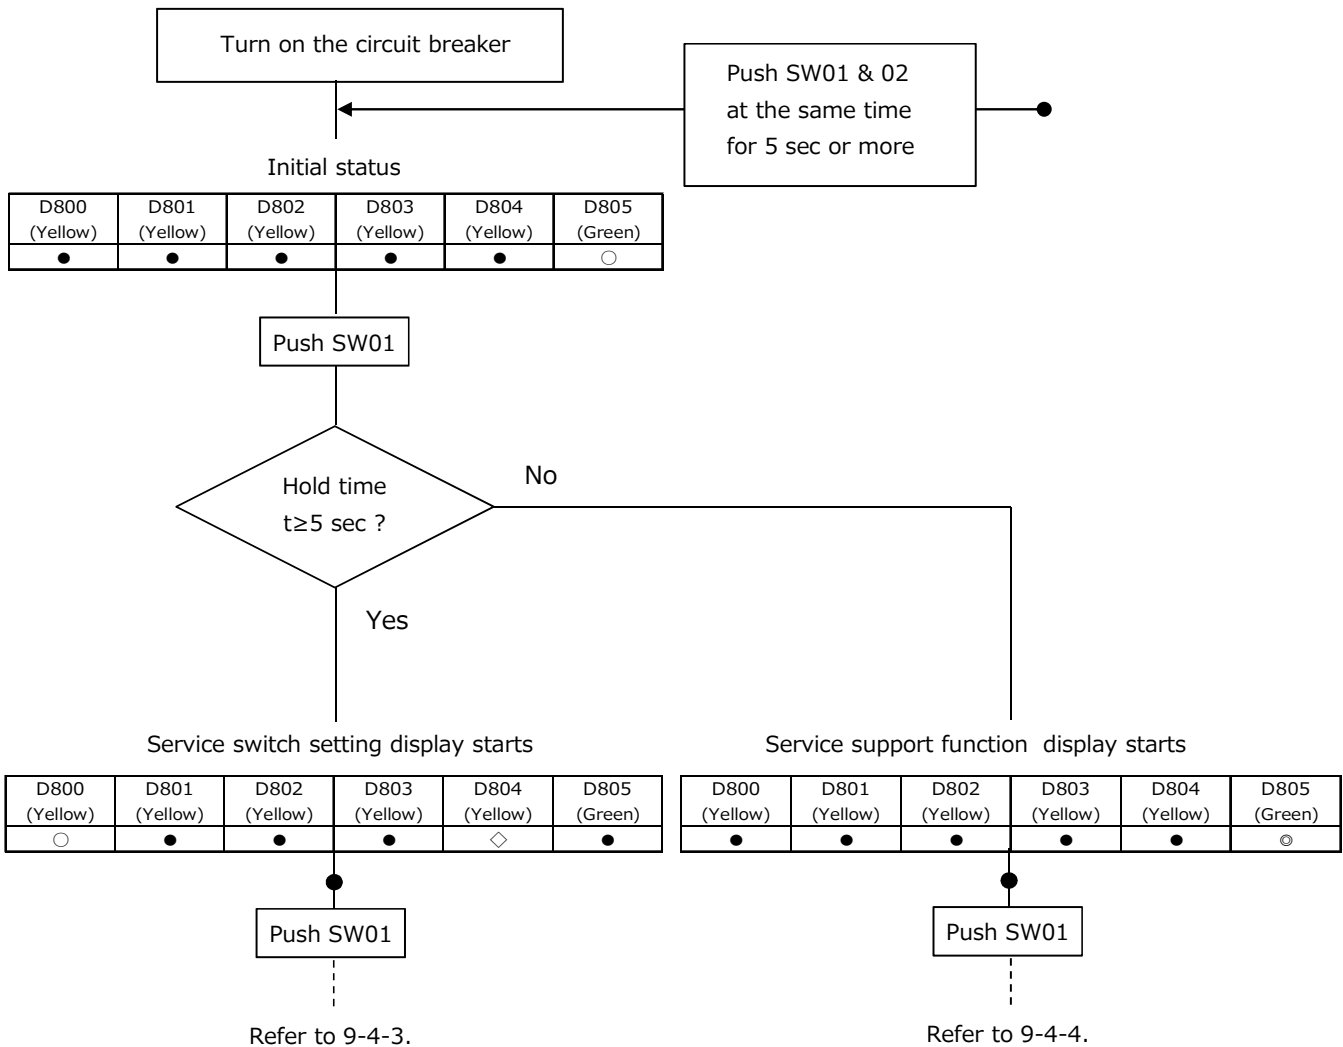 Turn on the circuit breaker
Push SW01 & 02
at the same time
for 5 sec or more
Initial status
D800 D801 D802 D803 D804 D805
(Yellow) (Yellow) (Yellow) (Yellow) (Yellow) (Green)
● ● ● ● ● ○
Push SW01
Hold time
t≥5 sec ?
No
Yes
Service switch setting display starts
D800 D801 D802 D803 D804 D805
(Yellow) (Yellow) (Yellow) (Yellow) (Yellow) (Green)
○ ● ● ● ◇ ●
Push SW01
Refer to 9-4-3.
Service support function display starts
D800 D801 D802 D803 D804 D805
(Yellow) (Yellow) (Yellow) (Yellow) (Yellow) (Green)
● ● ● ● ● ◎
Push SW01
Refer to 9-4-4.